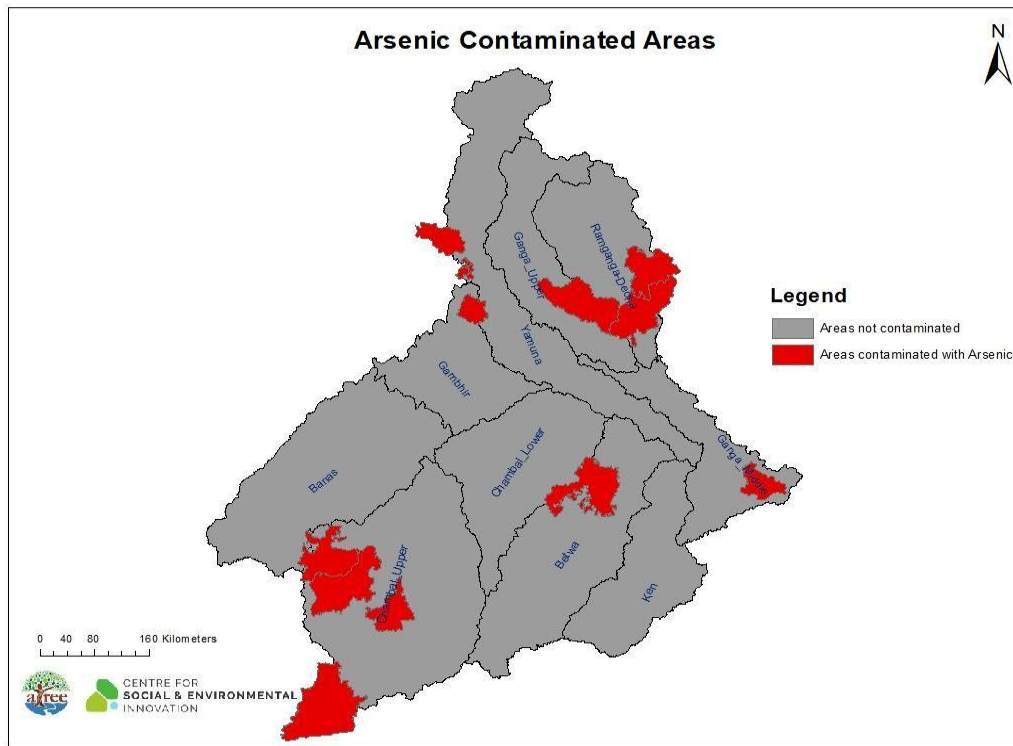 Arsenic Contaminated Areas
N
Ramganga-Deoha
Ganga_Upper
Yamuna
Gambhir
Legend
Areas not contaminated
Areas contaminated with Arsenic
Chambal_Lower
Ganga_Middle
Banas
Betwa
Chambal_Upper
Ken
0 40 80 160 Kilometers
atree
CENTRE FOR
SOCIAL & ENVIRONMENTAL
INNOVATION